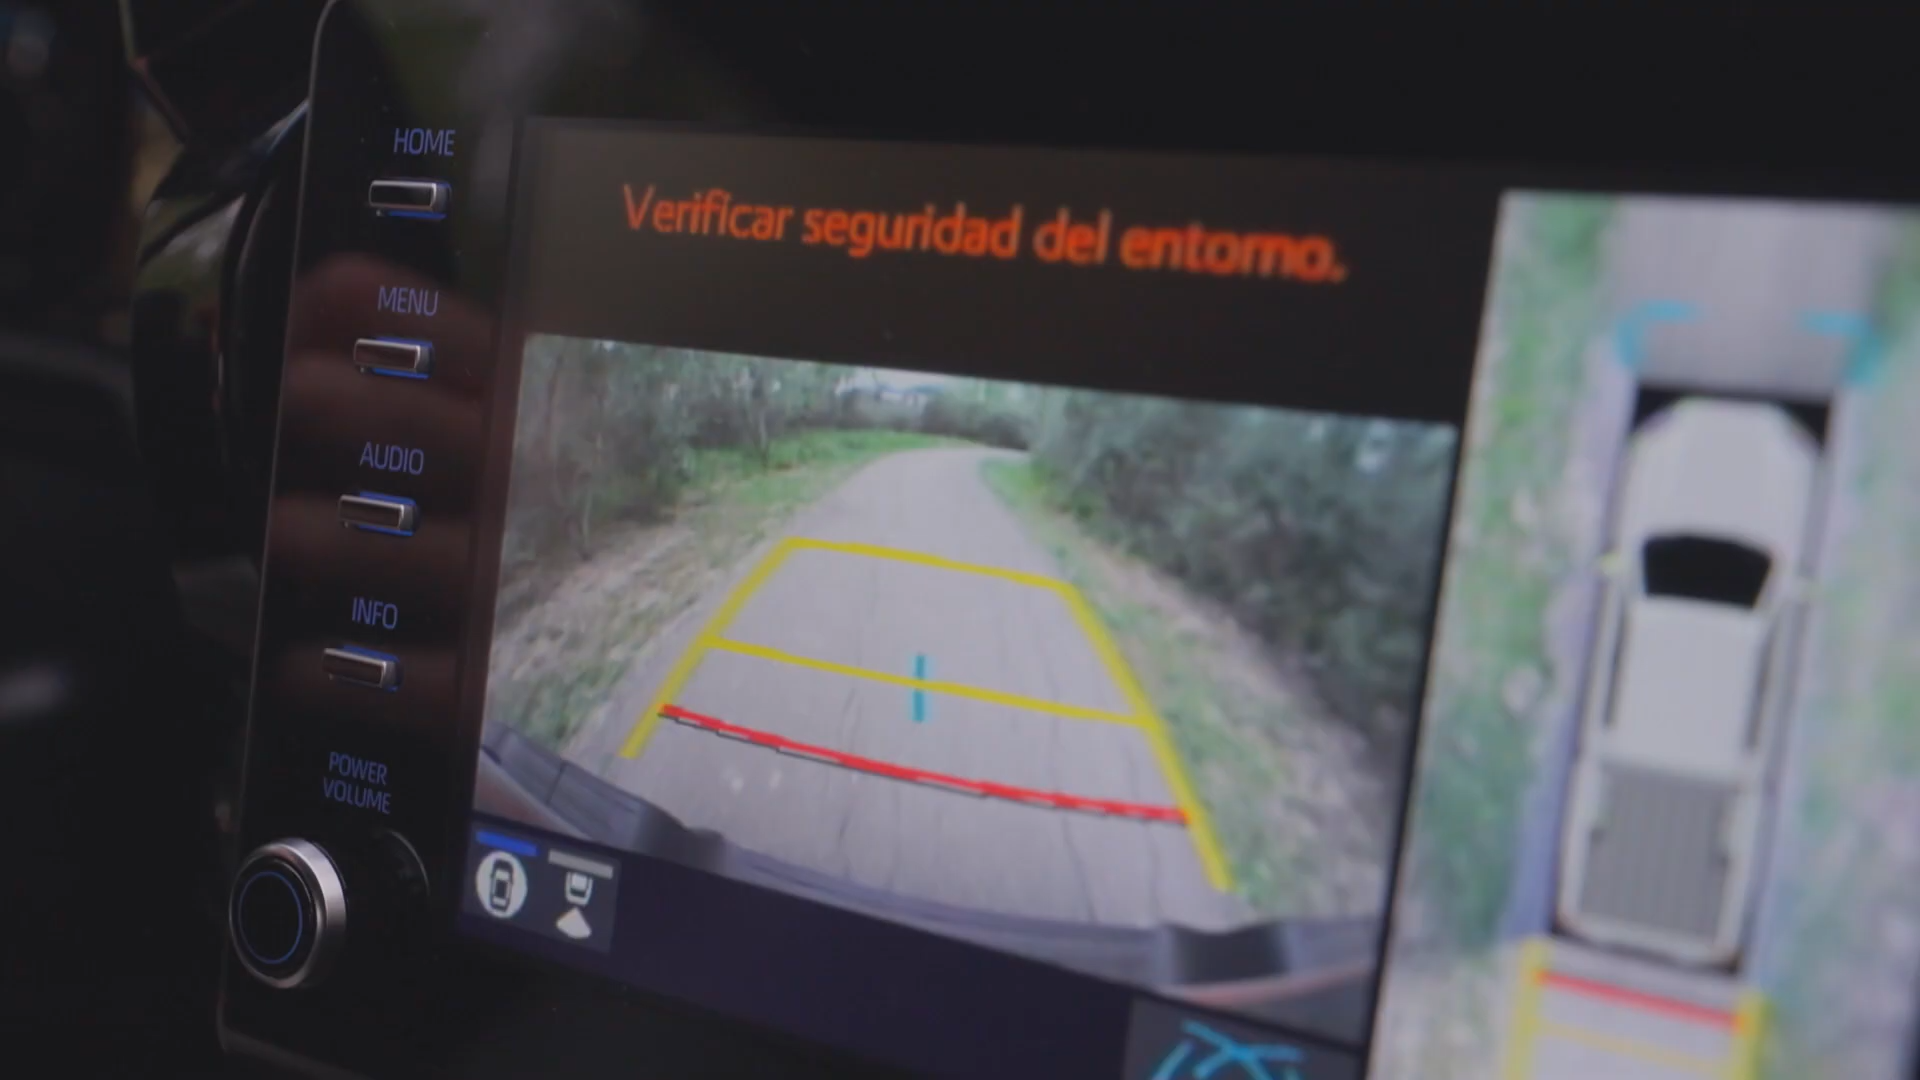 HOME
MENU
AUDIO
INFO
POWER
VOLUME
Verificar seguridad del entorno.